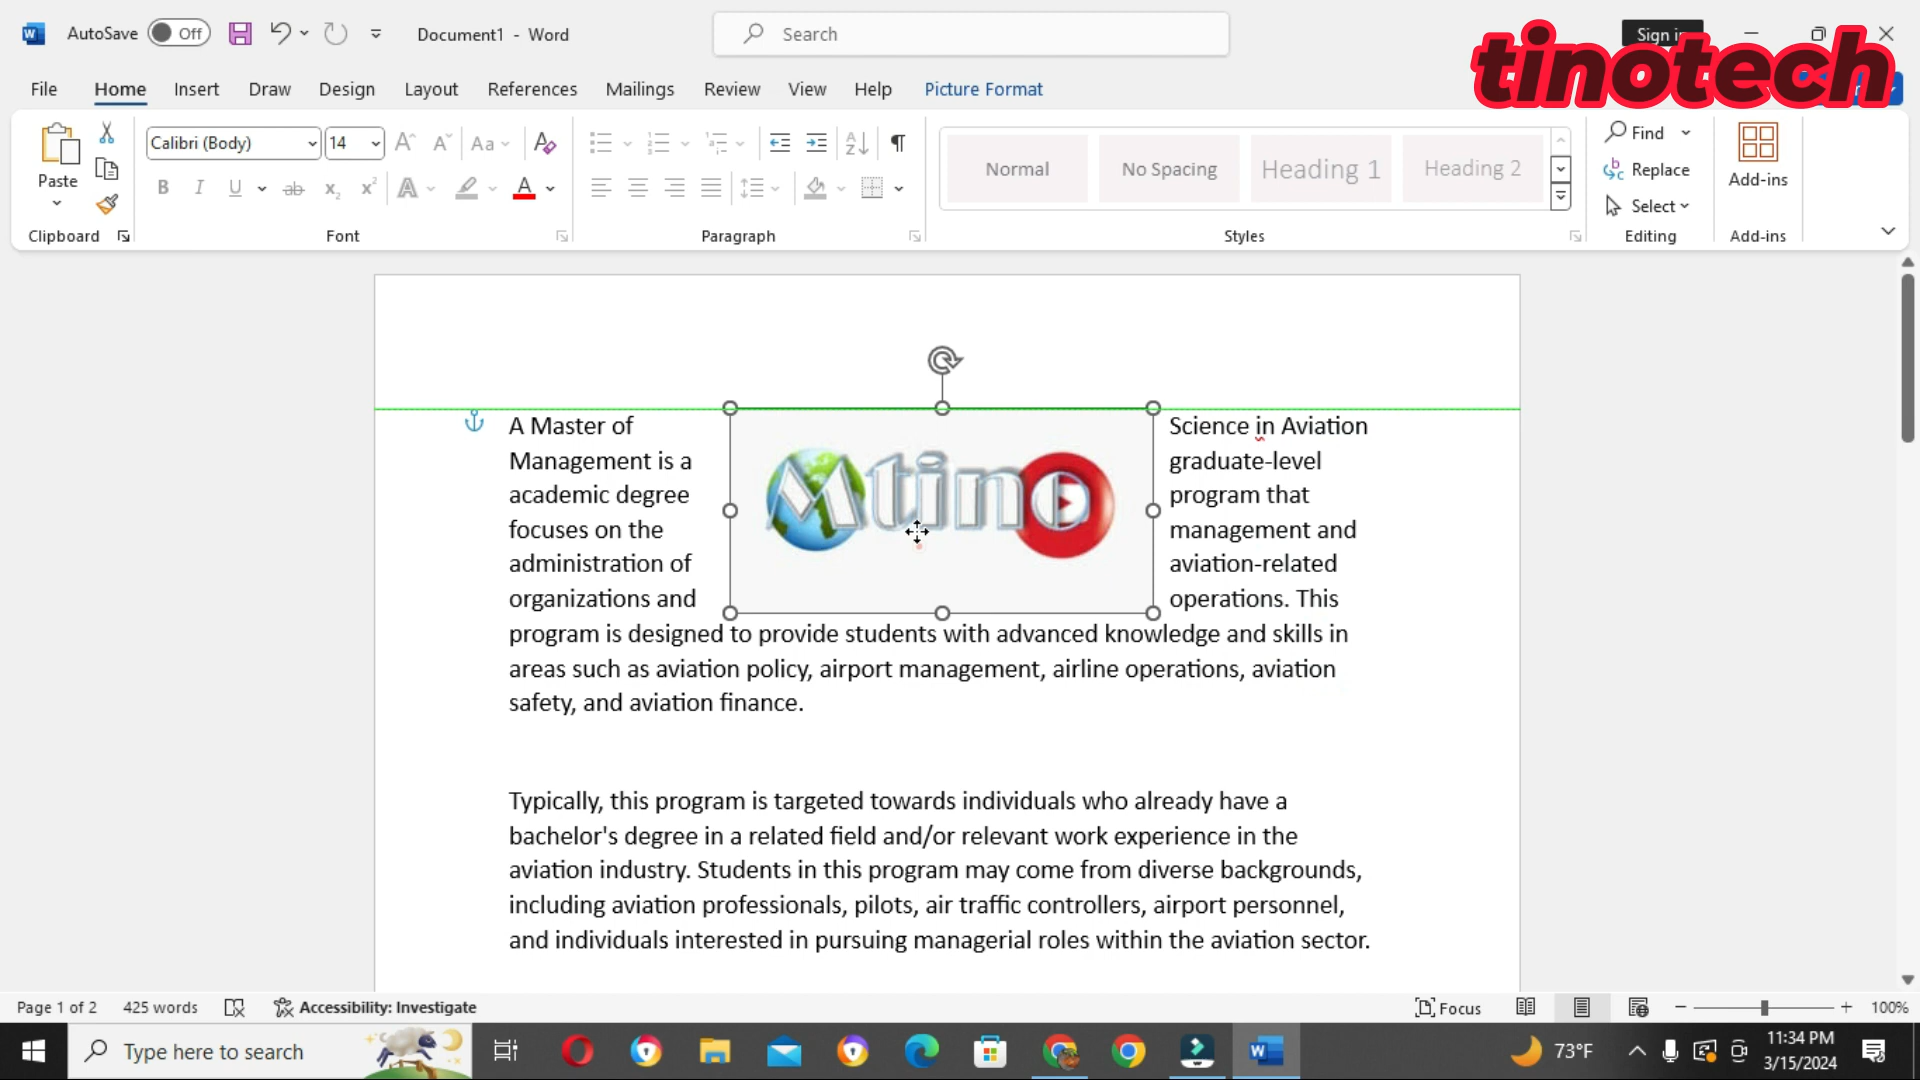 AutoSave Off Document1 - Word Search Sign in
tinotech
File Home Insert Draw Design Layout References Mailings Review View Help Picture Format
Paste
Clipboard
Calibri (Body) 14 Aa
B I U ab x₂ x² A A
Font
Paragraph
Normal No Spacing Heading 1 Heading 2
Styles
Find
Replace
Select
Editing
Add-ins
Add-ins
A Master of Science in Aviation
Management is a graduate-level
academic degree program that
focuses on the management and
administration of aviation-related
organizations and operations. This
Mtino
program is designed to provide students with advanced knowledge and skills in
areas such as aviation policy, airport management, airline operations, aviation
safety, and aviation finance.
Typically, this program is targeted towards individuals who already have a
bachelor's degree in a related field and/or relevant work experience in the
aviation industry. Students in this program may come from diverse backgrounds,
including aviation professionals, pilots, air traffic controllers, airport personnel,
and individuals interested in pursuing managerial roles within the aviation sector.
Page 1 of 2 425 words Accessibility: Investigate Focus 100%
Type here to search 73°F 11:34 PM
3/15/2024